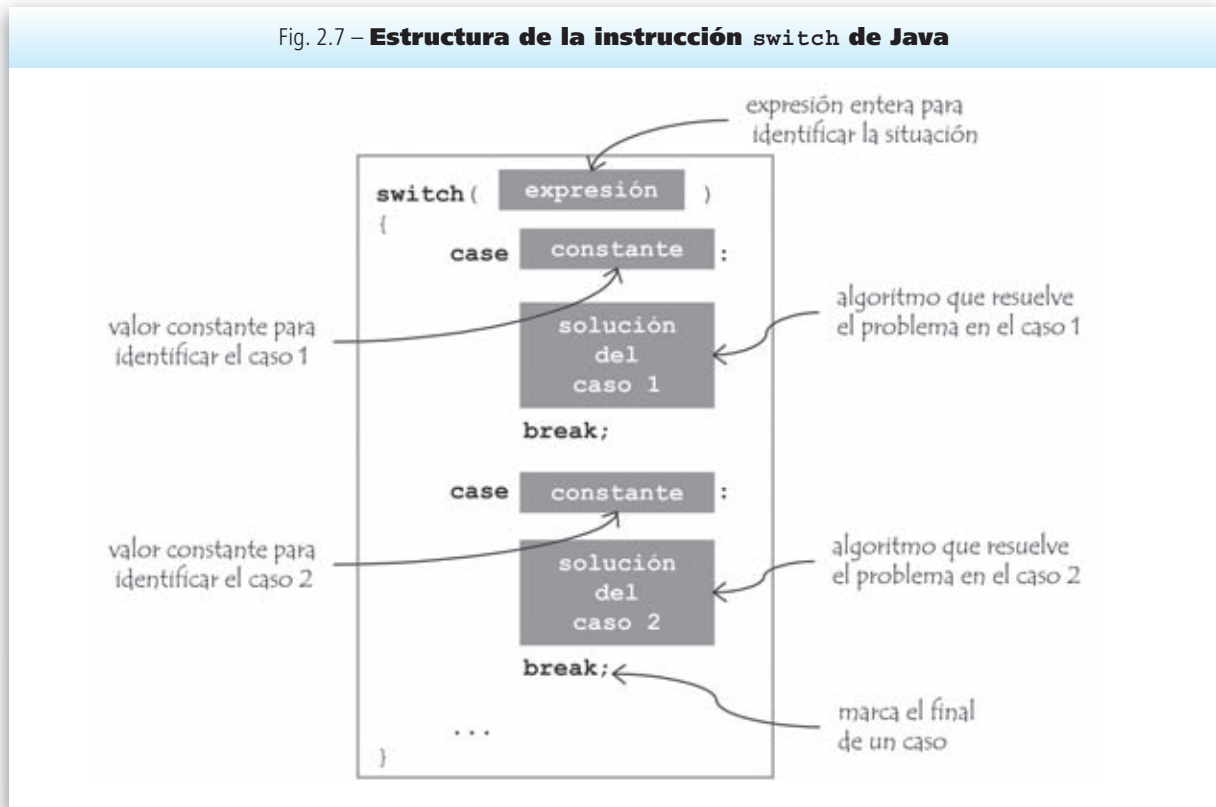 Fig. 2.7 – Estructura de la instrucción switch de Java
expresión entera para
identificar la situación
switch( expresión )
{
case constante :
valor constante para
identificar el caso 1
solución
del
caso 1
algoritmo que resuelve
el problema en el caso 1
break;
case constante :
valor constante para
identificar el caso 2
solución
del
caso 2
algoritmo que resuelve
el problema en el caso 2
break;
marca el final
de un caso
...
}